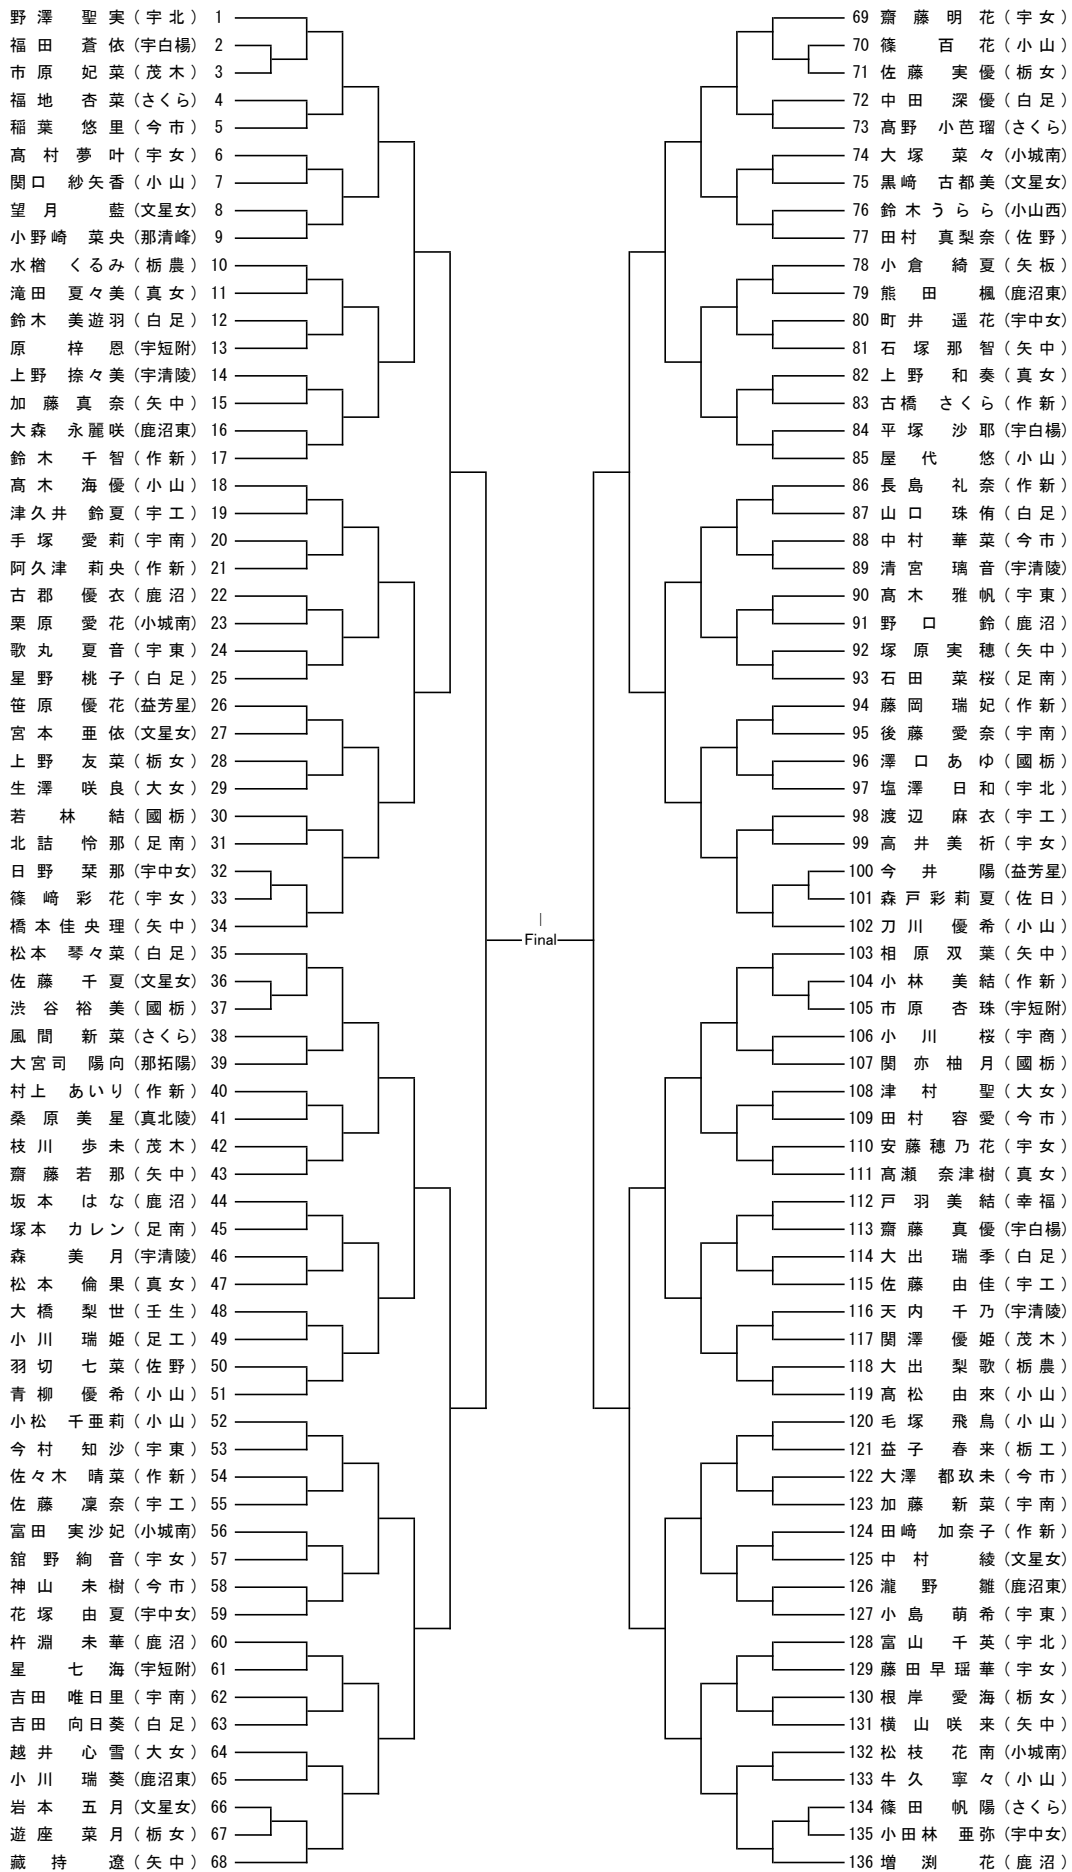 野澤 聖実 (宇北) 1
福田 蒼依 (宇白楊) 2
市原 妃菜 (茂木) 3
福地 杏菜 (さくら) 4
稲葉 悠里 (今市) 5
髙村夢叶 (宇女) 6
関口 紗矢香 (小山) 7
望月 藍 (文星女) 8
小野崎 菜央 (那清峰) 9
水楢 くるみ (栃農) 10
滝田 夏々美 (真女) 11
鈴木 美遊羽 (白足) 12
原 梓恩 (宇短附) 13
上野 捺々美 (宇清陵) 14
加藤真奈 (矢中) 15
大森 永麗咲 (鹿沼東) 16
鈴木 千智 (作新) 17
髙木 海優 (小山) 18
津久井 鈴夏 (宇工) 19
手塚 愛莉 (宇南) 20
阿久津 莉央 (作新) 21
古郡 優衣 (鹿沼) 22
栗原 愛花 (小城南) 23
歌丸 夏音 (宇東) 24
星野 桃子 (白足) 25
笹原 優花 (益芳星) 26
宮本 亜依 (文星女) 27
上野 友菜 (栃女) 28
生澤 咲良 (大女) 29
若林 結 (國栃) 30
北詰 怜那 (足南) 31
日野 栞那 (宇中女) 32
篠﨑彩花 (宇女) 33
橋本佳央理 (矢中) 34
松本 琴々菜 (白足) 35
佐藤 千夏 (文星女) 36
渋谷裕美 (國栃) 37
風間 新菜 (さくら) 38
大宮司 陽向 (那拓陽) 39
村上 あいり (作新) 40
桑原美星 (真北陵) 41
枝川 歩未 (茂木) 42
齋藤若那 (矢中) 43
坂本 はな (鹿沼) 44
塚本 カレン (足南) 45
森 美月 (宇清陵) 46
松本 倫果 (真女) 47
大橋 梨世 (壬生) 48
小川 瑞姫 (足工) 49
羽切 七菜 (佐野) 50
青柳 優希 (小山) 51
小松 千亜莉 (小山) 52
今村 知沙 (宇東) 53
佐々木 晴菜 (作新) 54
佐藤 凜奈 (宇工) 55
富田 実沙妃 (小城南) 56
舘野絢音 (宇女) 57
神山 未樹 (今市) 58
花塚 由夏 (宇中女) 59
杵淵 未華 (鹿沼) 60
星 七海 (宇短附) 61
吉田 唯日里 (宇南) 62
吉田 向日葵 (白足) 63
越井 心雪 (大女) 64
小川 瑞葵 (鹿沼東) 65
岩本 五月 (文星女) 66
遊座 菜月 (栃女) 67
藏持 遼 (矢中) 68
Final
69 齋藤明花 (宇女)
70 篠 百花 (小山)
71 佐藤 実優 (栃女)
72 中田 深優 (白足)
73 髙野 小芭瑠 (さくら)
74 大塚 菜々 (小城南)
75 黒﨑 古都美 (文星女)
76 鈴木うらら (小山西)
77 田村 真梨奈 (佐野)
78 小倉 綺夏 (矢板)
79 熊田 楓 (鹿沼東)
80 町井 遥花 (宇中女)
81 石塚那智 (矢中)
82 上野 和奏 (真女)
83 古橋 さくら (作新)
84 平塚 沙耶 (宇白楊)
85 屋代 悠 (小山)
86 長島 礼奈 (作新)
87 山口 珠侑 (白足)
88 中村 華菜 (今市)
89 清宮 璃音 (宇清陵)
90 髙木 雅帆 (宇東)
91 野口 鈴 (鹿沼)
92 塚原実穂 (矢中)
93 石田 菜桜 (足南)
94 藤岡 瑞妃 (作新)
95 後藤 愛奈 (宇南)
96 澤口あゆ (國栃)
97 塩澤 日和 (宇北)
98 渡辺 麻衣 (宇工)
99 高井美祈 (宇女)
100 今井 陽 (益芳星)
101 森戸彩莉夏 (佐日)
102 刀川 優希 (小山)
103 相原双葉 (矢中)
104 小林 美結 (作新)
105 市原 杏珠 (宇短附)
106 小川 桜 (宇商)
107 関亦柚月 (國栃)
108 津村 聖 (大女)
109 田村 容愛 (今市)
110 安藤穂乃花 (宇女)
111 髙瀬 奈津樹 (真女)
112 戸羽美結 (幸福)
113 齋藤 真優 (宇白楊)
114 大出 瑞季 (白足)
115 佐藤 由佳 (宇工)
116 天内 千乃 (宇清陵)
117 関澤 優姫 (茂木)
118 大出 梨歌 (栃農)
119 髙松 由來 (小山)
120 毛塚 飛鳥 (小山)
121 益子 春来 (栃工)
122 大澤 都玖未 (今市)
123 加藤 新菜 (宇南)
124 田﨑 加奈子 (作新)
125 中村 綾 (文星女)
126 瀧野 雛 (鹿沼東)
127 小島 萌希 (宇東)
128 富山 千英 (宇北)
129 藤田早瑶華 (宇女)
130 根岸 愛海 (栃女)
131 横山咲来 (矢中)
132 松枝 花南 (小城南)
133 牛久 寧々 (小山)
134 篠田 帆陽 (さくら)
135 小田林 亜弥 (宇中女)
136 増渕 花 (鹿沼)